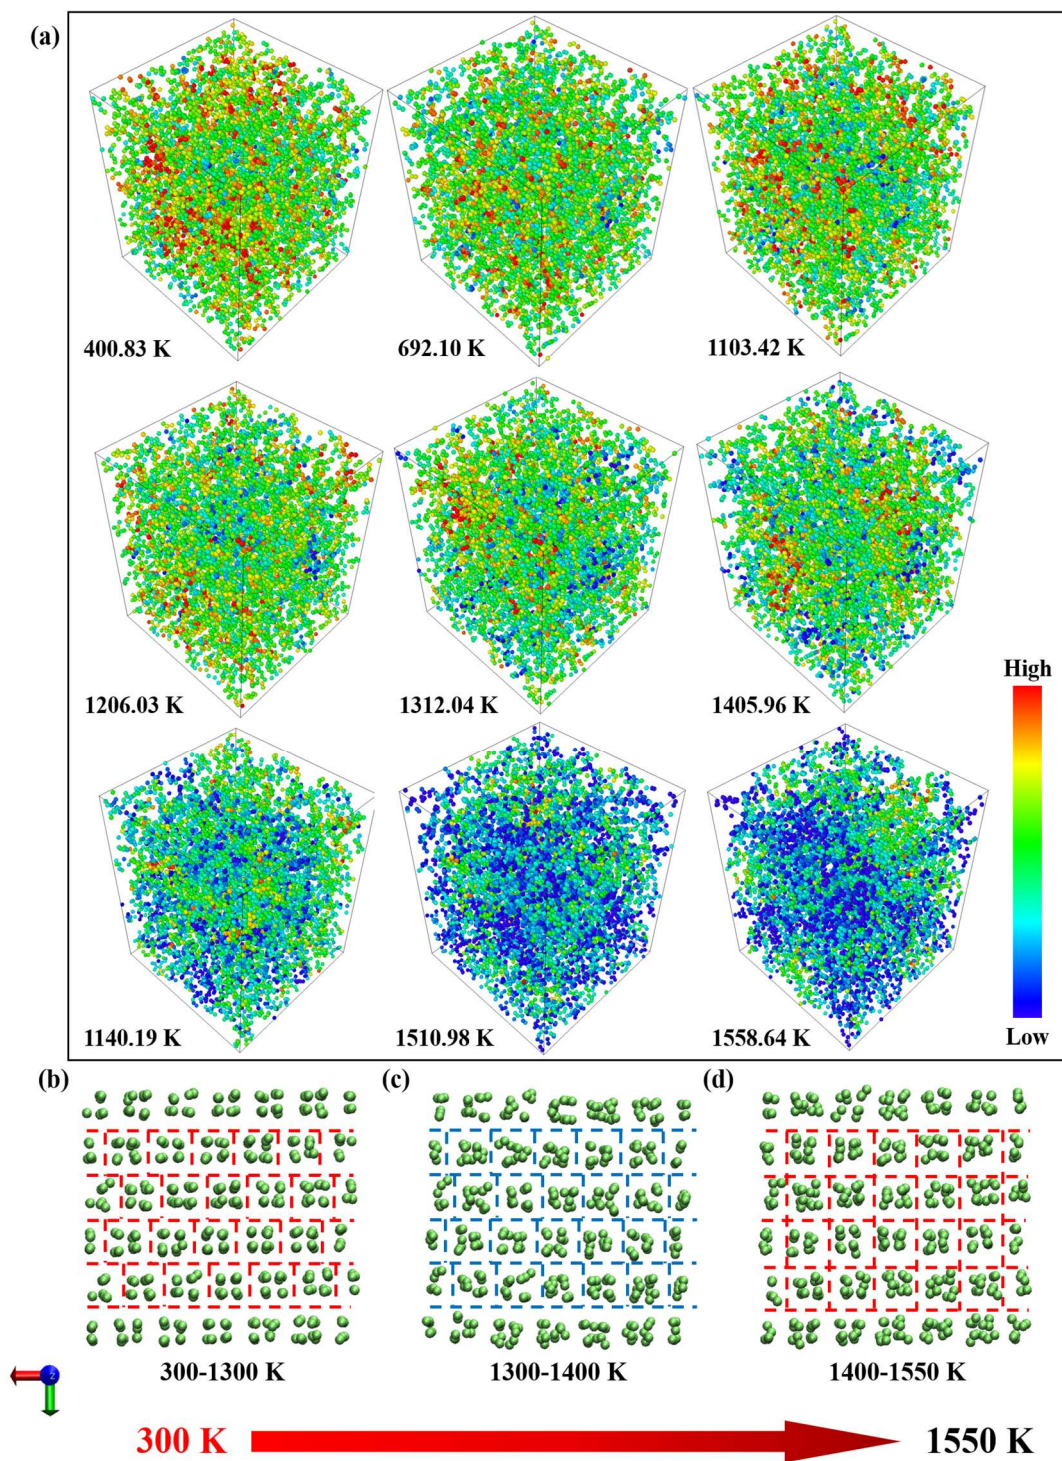 (a)
400.83 K
692.10 K
1103.42 K
1206.03 K
1312.04 K
1405.96 K
High
1140.19 K
1510.98 K
1558.64 K
Low
(b)
(c)
(d)
300-1300 K
1300-1400 K
1400-1550 K
Z
300 K
1550 K